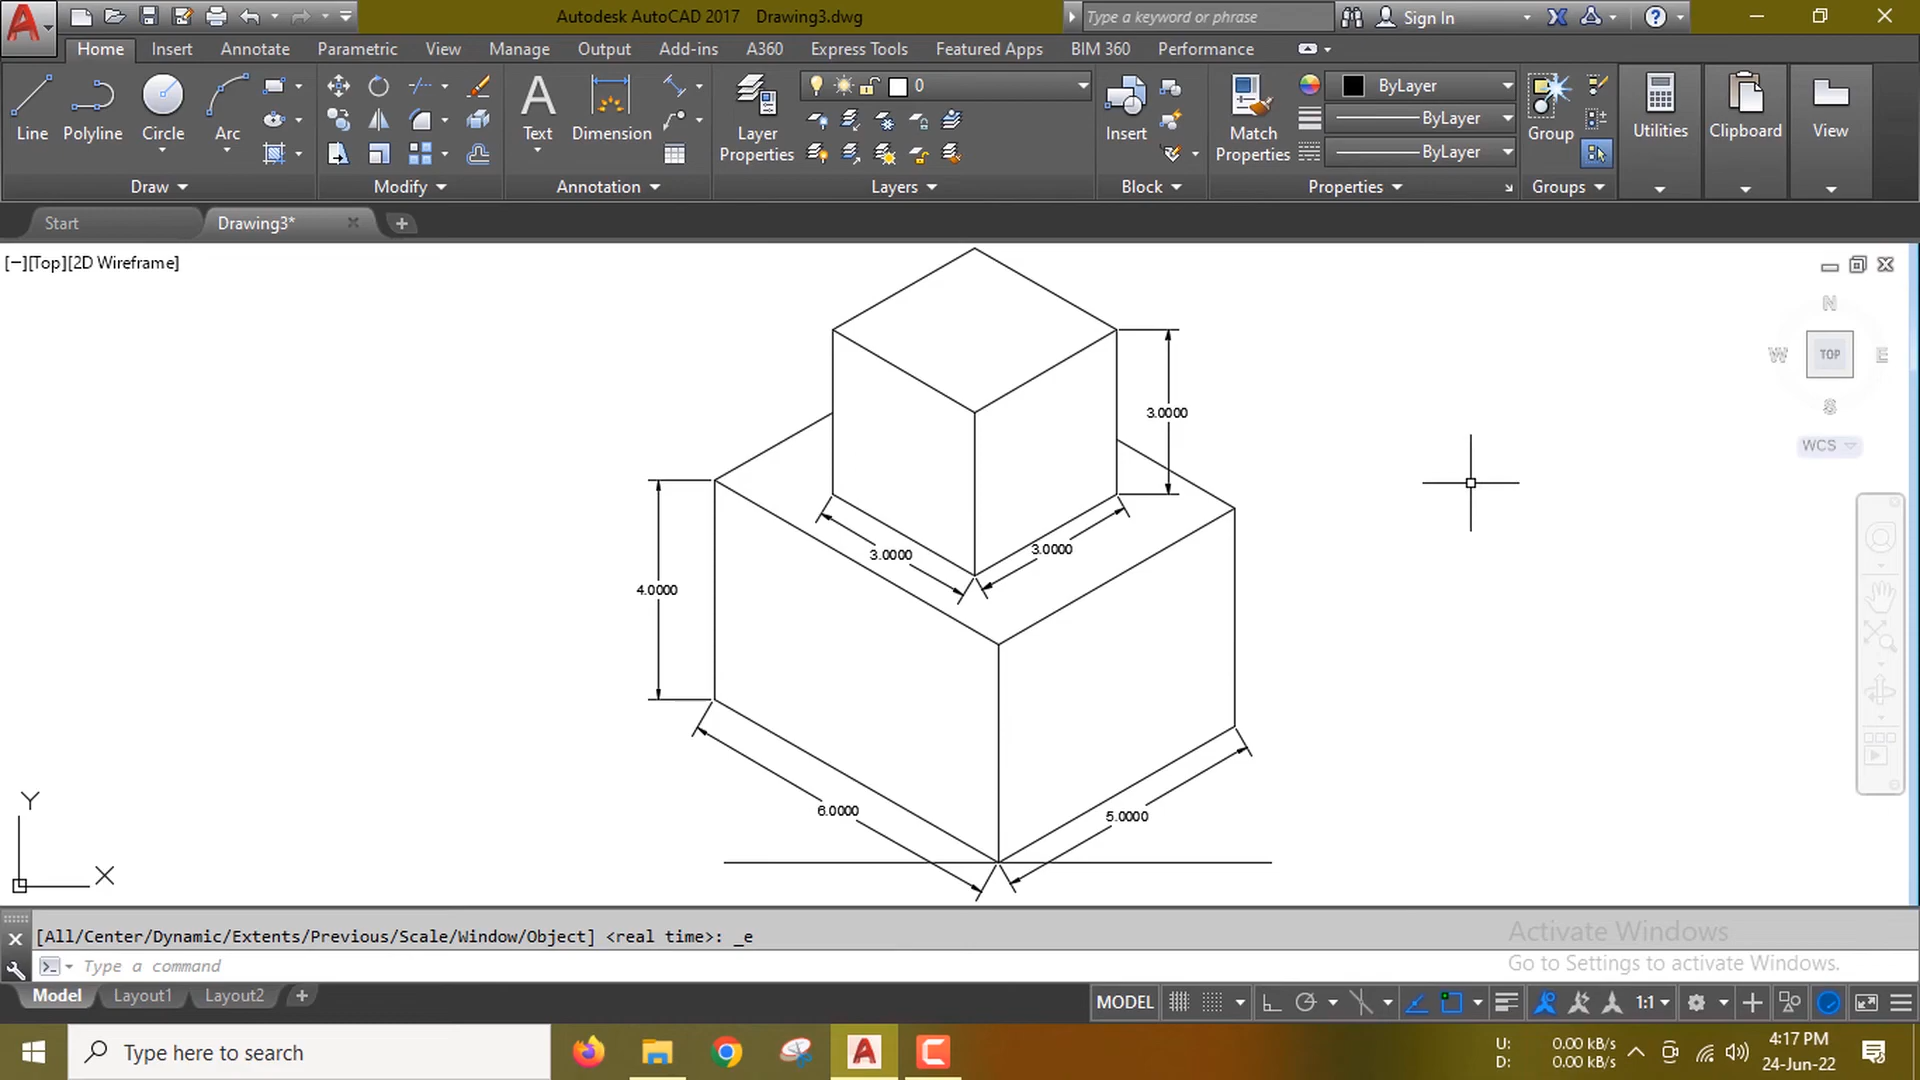 Autodesk AutoCAD 2017 Drawing3.dwg
Type a keyword or phrase
Sign In
Home Insert Annotate Parametric View Manage Output Add-ins A360 Express Tools Featured Apps BIM 360 Performance
Line Polyline Circle Arc
Text Dimension
Layer Properties
0
Insert
Match Properties
ByLayer
ByLayer
ByLayer
Group
Utilities Clipboard View
Draw Modify Annotation Layers Block Properties Groups
Start Drawing3*
[−][Top][2D Wireframe]
N
W TOP E
S
WCS
3.0000
3.0000
3.0000
4.0000
6.0000
5.0000
Y
X
[All/Center/Dynamic/Extents/Previous/Scale/Window/Object] <real time>: _e
Type a command
Activate Windows
Go to Settings to activate Windows.
Model Layout1 Layout2
MODEL 1:1
Type here to search
U: 0.00 kB/s
D: 0.00 kB/s
4:17 PM
24-Jun-22